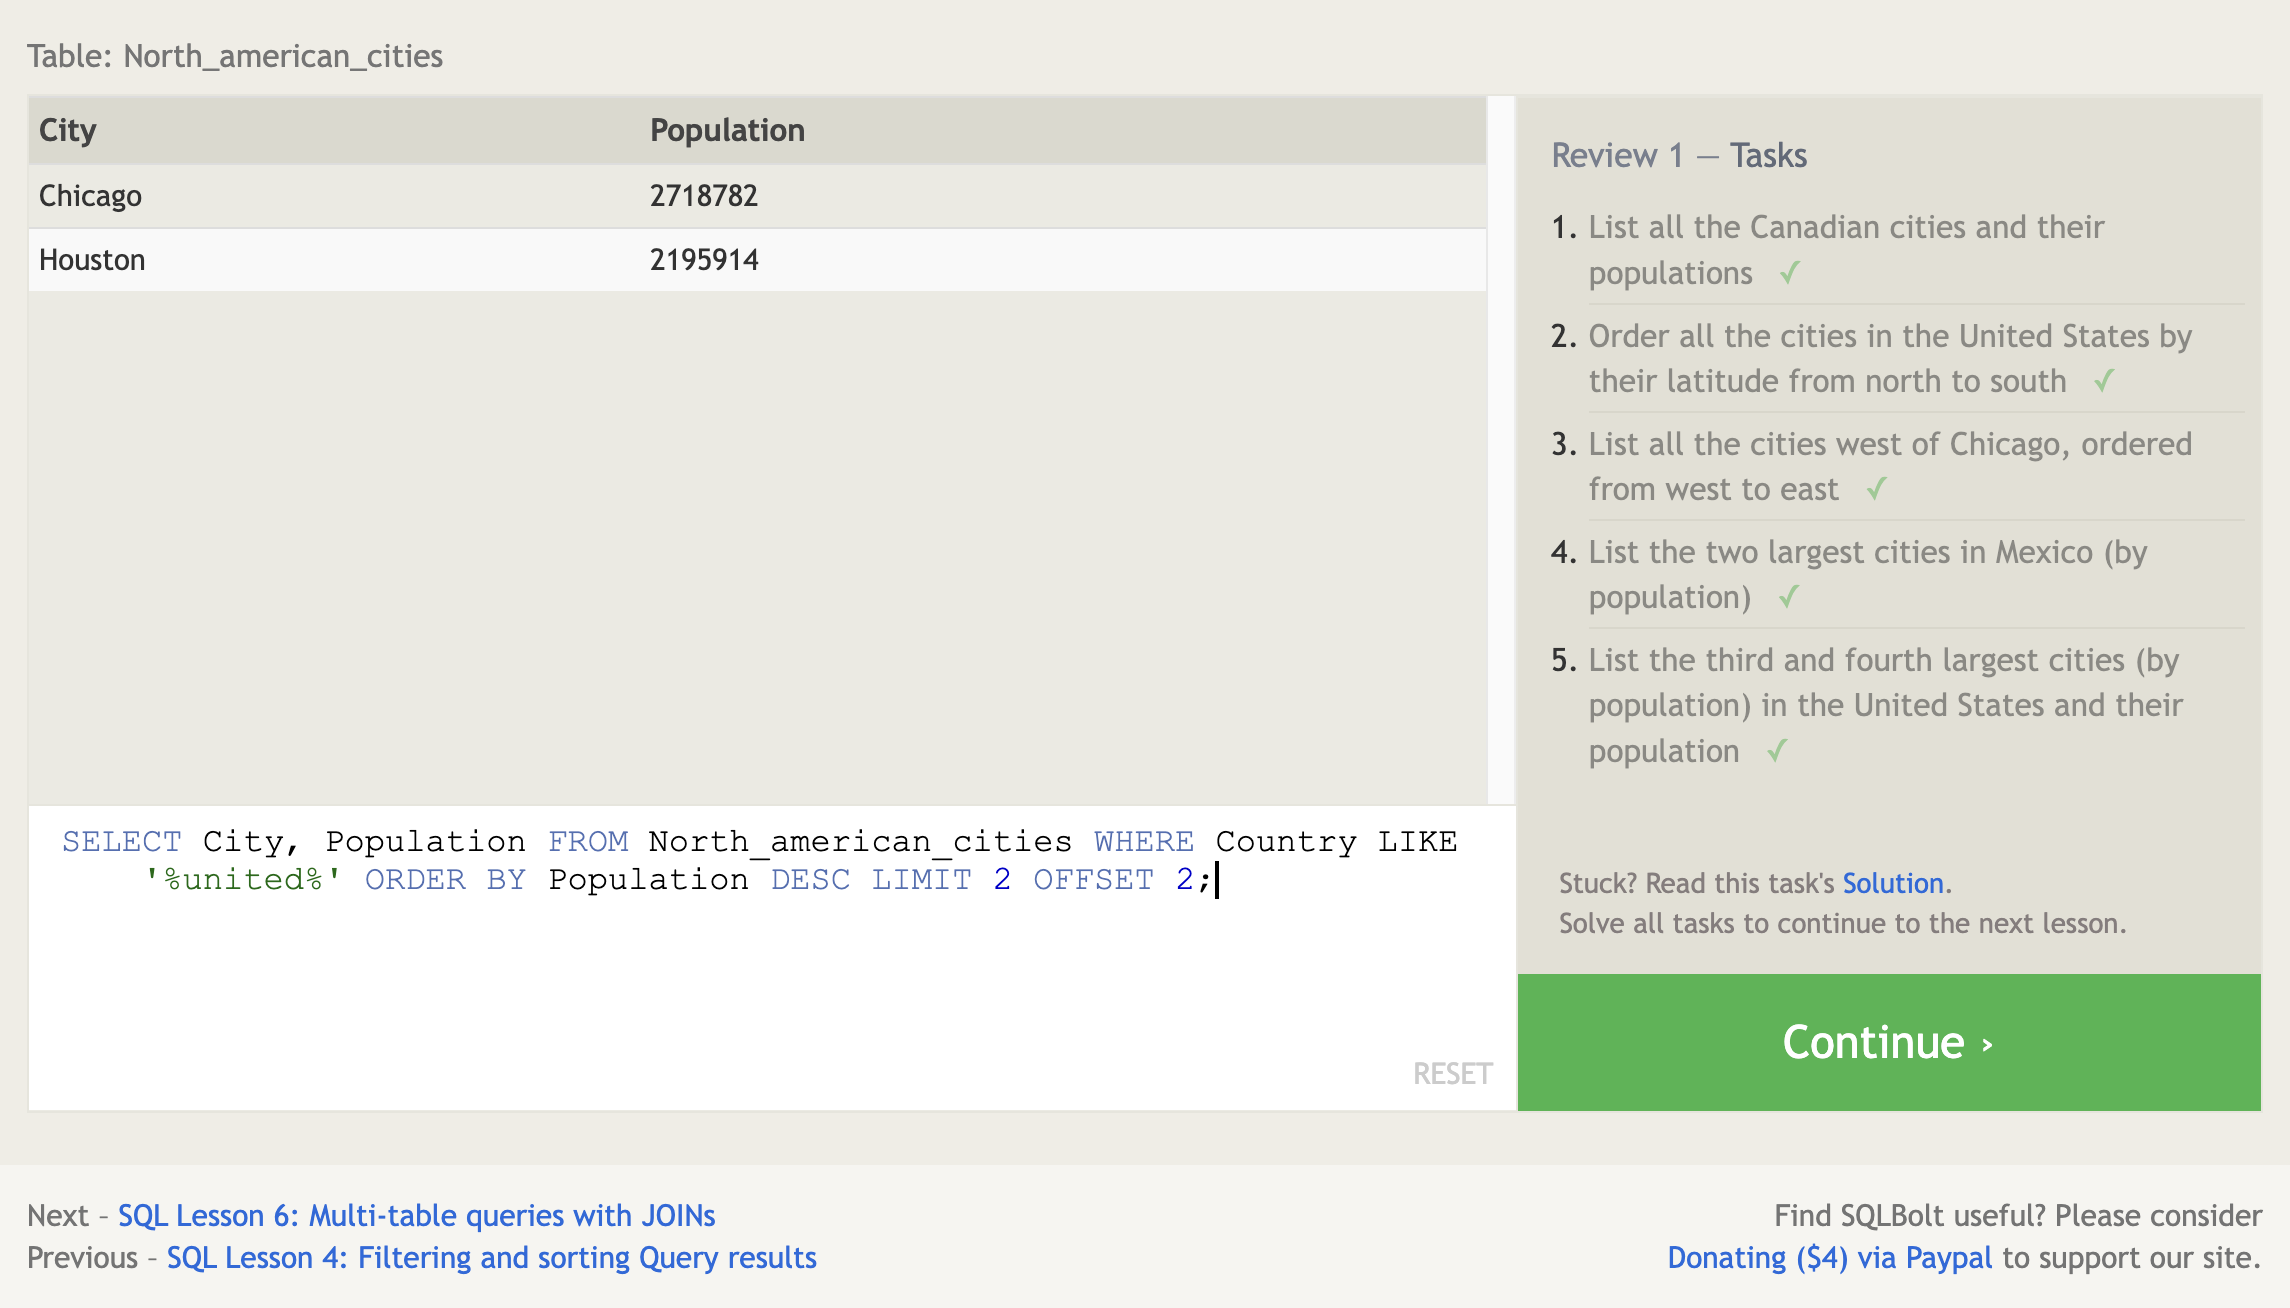 Table: North_american_cities
City Population
Chicago 2718782
Houston 2195914
SELECT City, Population FROM North_american_cities WHERE Country LIKE
'%united%' ORDER BY Population DESC LIMIT 2 OFFSET 2;
RESET
Review 1 — Tasks
1. List all the Canadian cities and their
populations ✓
2. Order all the cities in the United States by
their latitude from north to south ✓
3. List all the cities west of Chicago, ordered
from west to east ✓
4. List the two largest cities in Mexico (by
population) ✓
5. List the third and fourth largest cities (by
population) in the United States and their
population ✓
Stuck? Read this task's Solution.
Solve all tasks to continue to the next lesson.
Continue ›
Next – SQL Lesson 6: Multi-table queries with JOINs
Previous – SQL Lesson 4: Filtering and sorting Query results
Find SQLBolt useful? Please consider
Donating ($4) via Paypal to support our site.